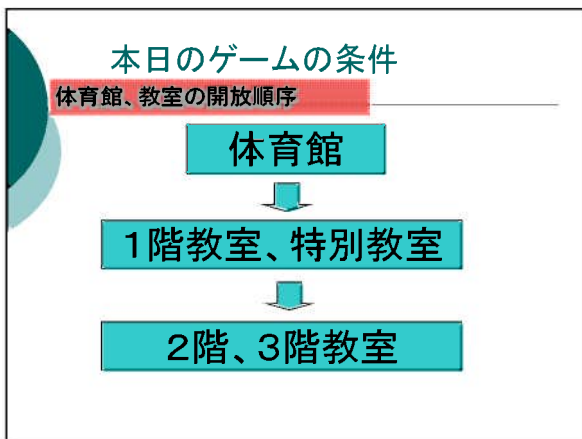 本日のゲームの条件
体育館、教室の開放順序
体育館
1階教室、特別教室
2階、3階教室